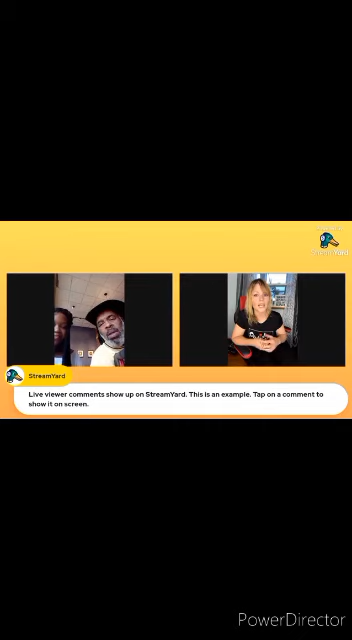 StreamYard
StreamYard
Live viewer comments show up on StreamYard. This is an example. Tap on a comment to
show it on screen.
PowerDirector